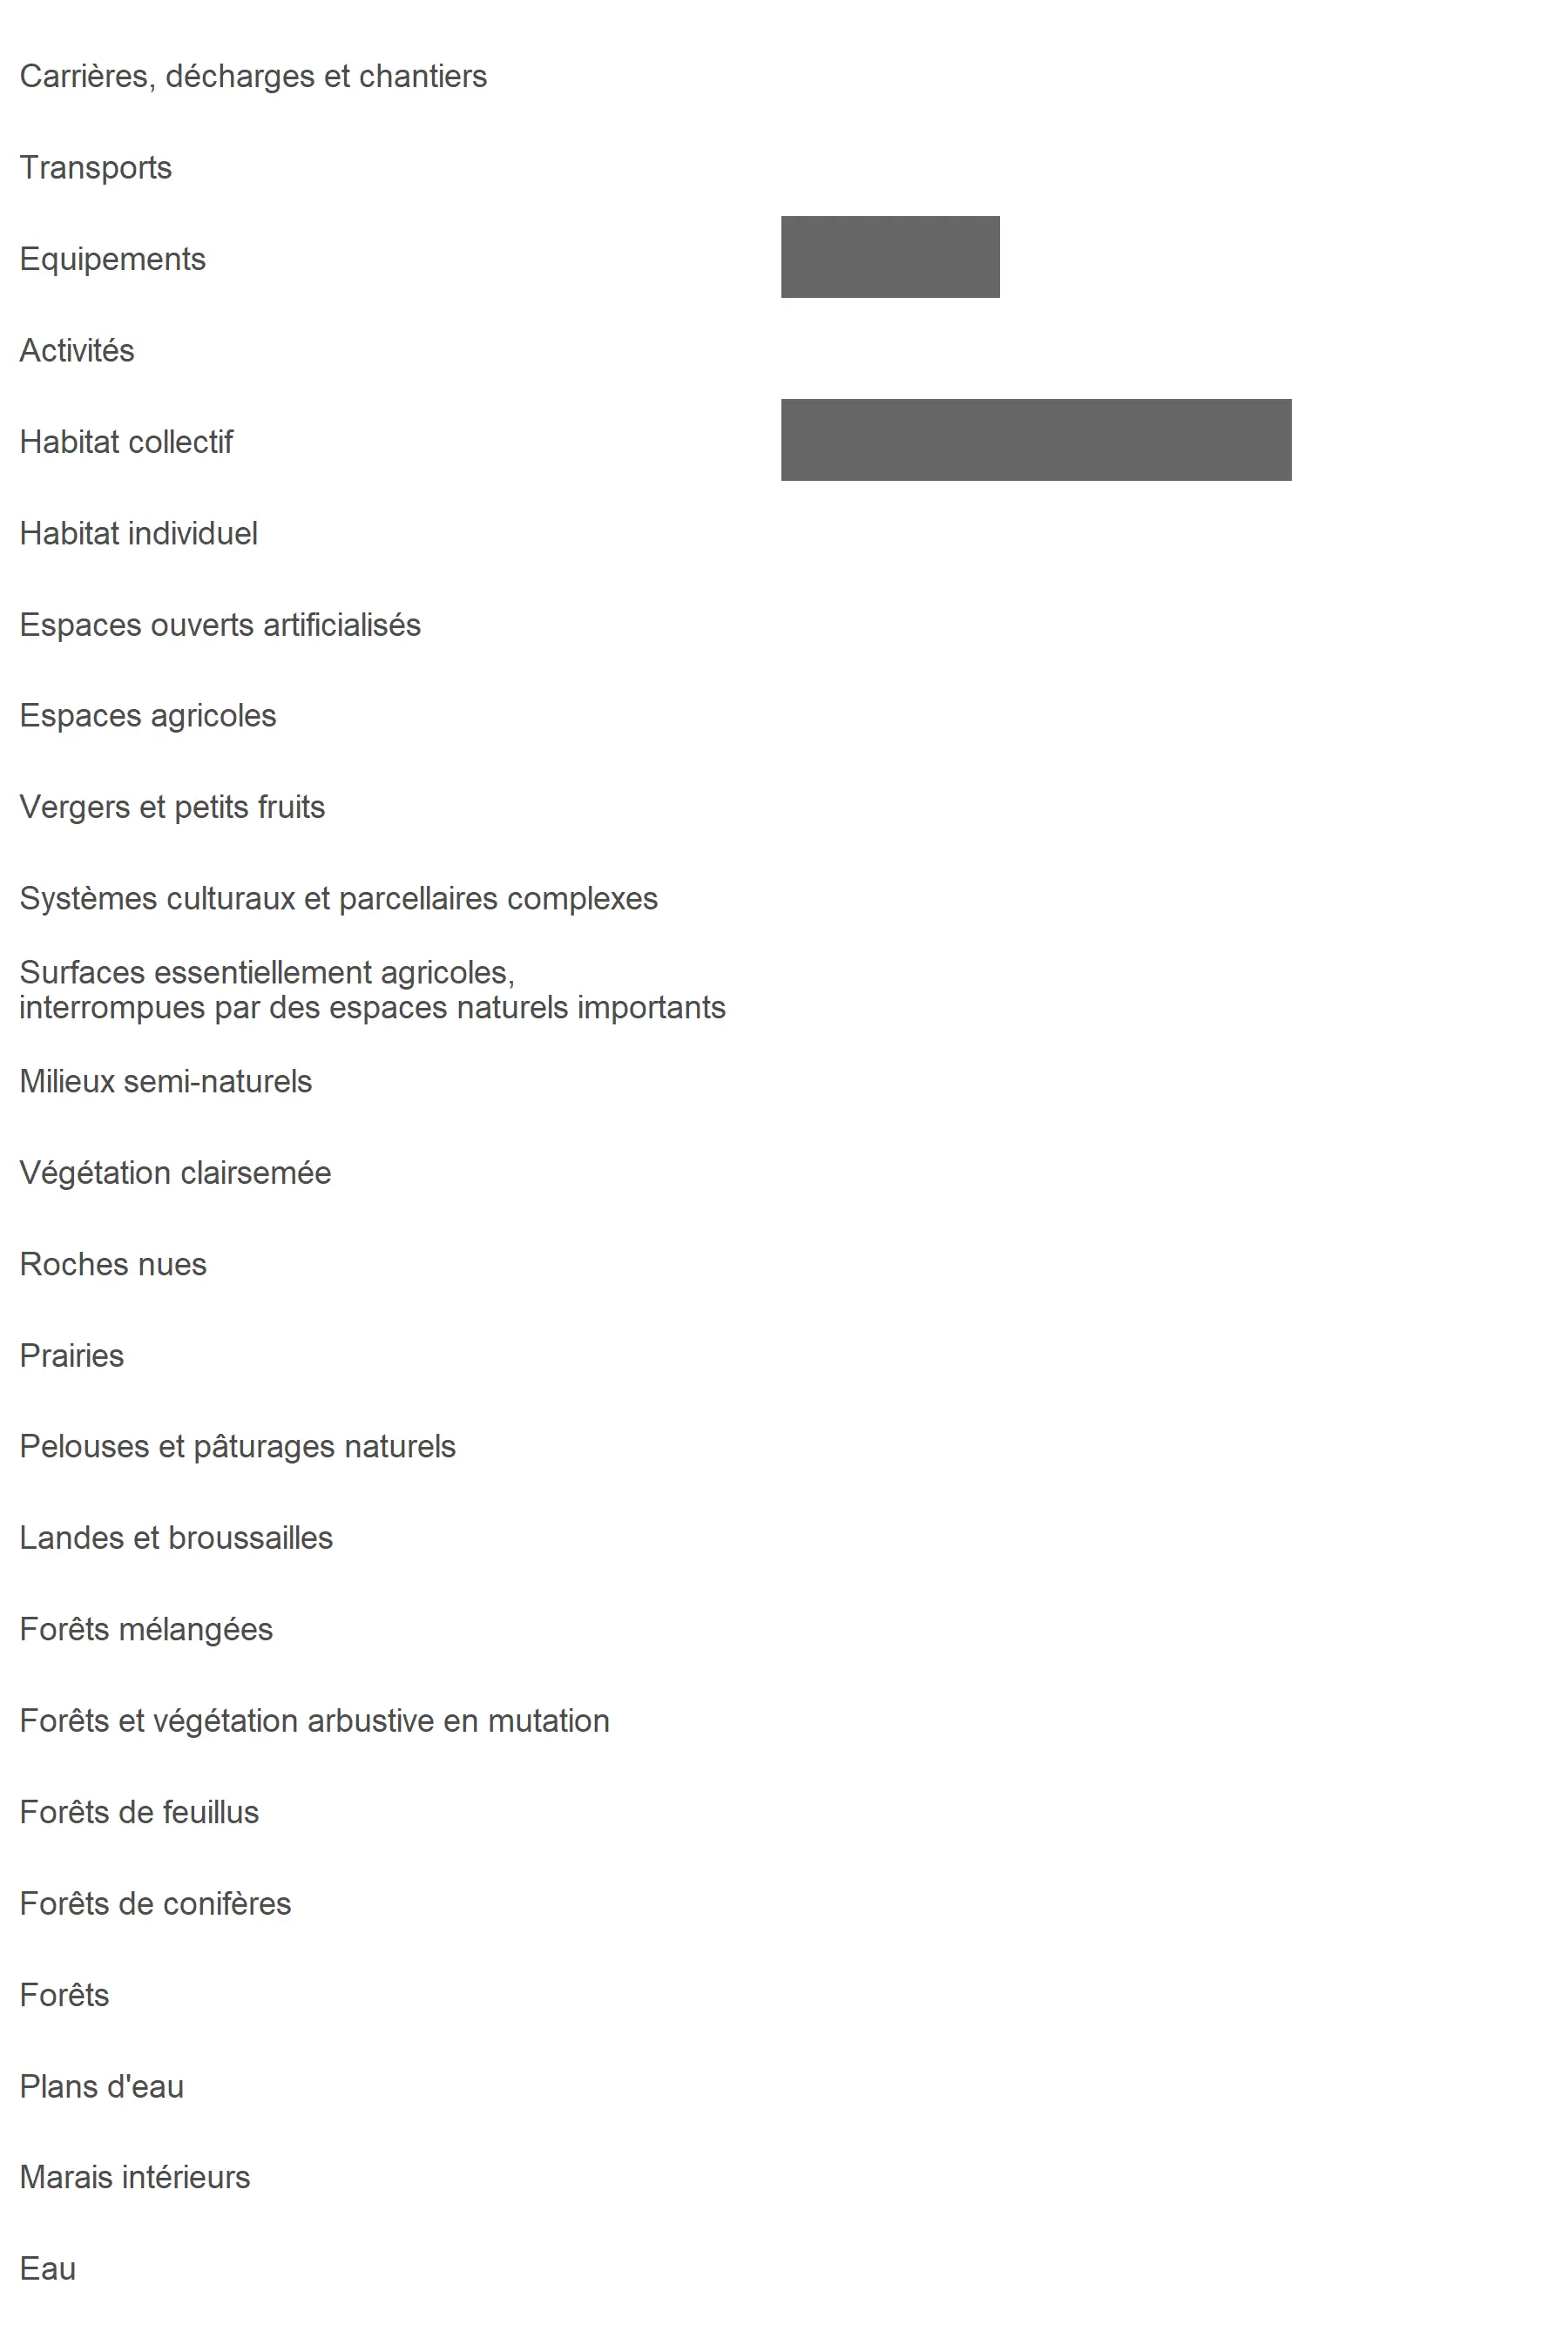 Carrières, décharges et chantiers
Transports
Equipements
Activités
Habitat collectif
Habitat individuel
Espaces ouverts artificialisés
Espaces agricoles
Vergers et petits fruits
Systèmes culturaux et parcellaires complexes
Surfaces essentiellement agricoles,
interrompues par des espaces naturels importants
Milieux semi-naturels
Végétation clairsemée
Roches nues
Prairies
Pelouses et pâturages naturels
Landes et broussailles
Forêts mélangées
Forêts et végétation arbustive en mutation
Forêts de feuillus
Forêts de conifères
Forêts
Plans d'eau
Marais intérieurs
Eau